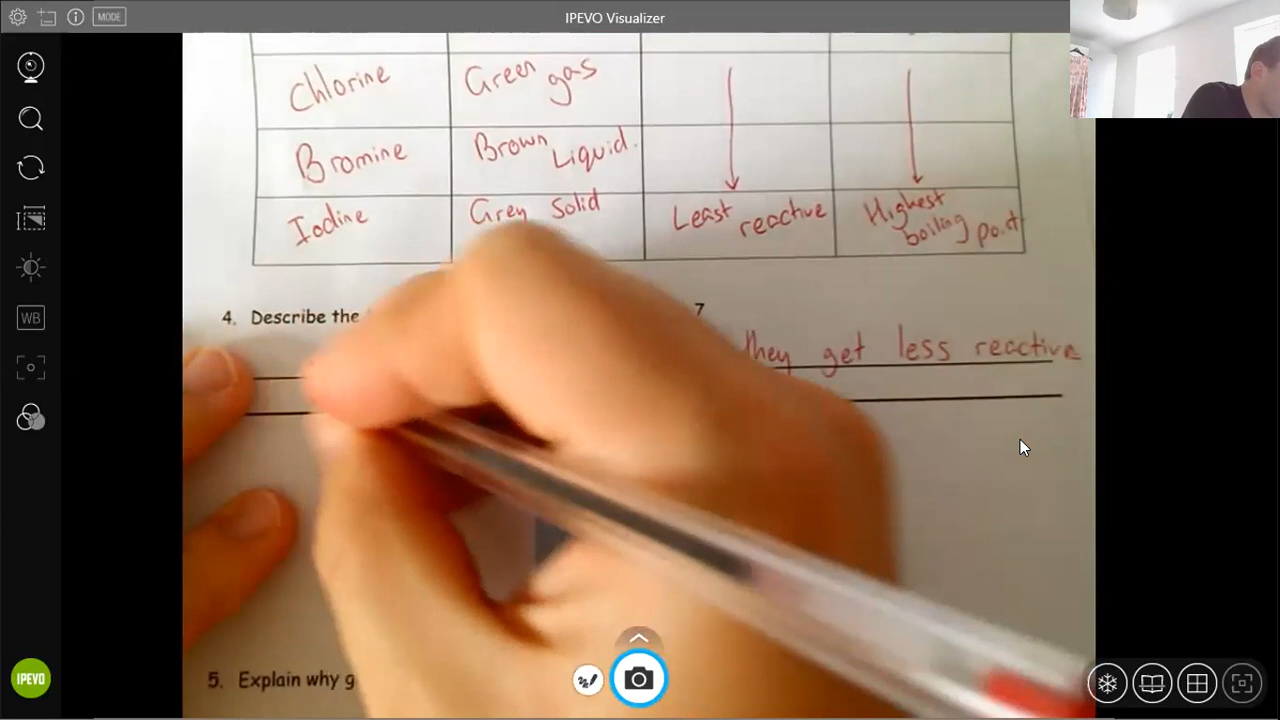 MODE
IPEVO Visualizer
Chlorine Green gas
Bromine Brown Liquid.
Iodine Grey Solid Least reactive Highest boiling point
4. Describe the 7
they get less reactive
WB
5. Explain why g
IPEVO